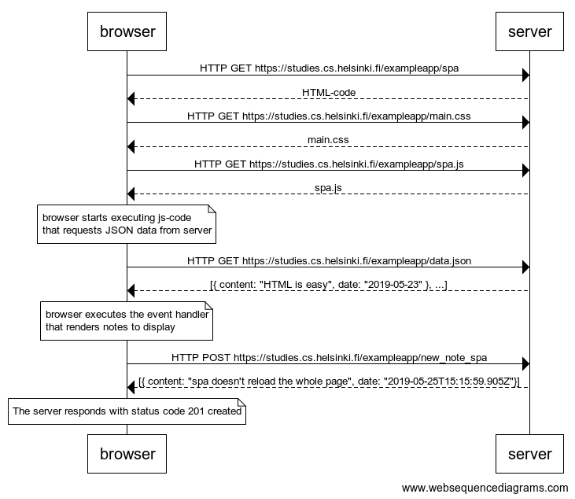 browser server
HTTP GET https://studies.cs.helsinki.fi/exampleapp/spa
HTML-code
HTTP GET https://studies.cs.helsinki.fi/exampleapp/main.css
main.css
HTTP GET https://studies.cs.helsinki.fi/exampleapp/spa.js
spa.js
browser starts executing js-code
that requests JSON data from server
HTTP GET https://studies.cs.helsinki.fi/exampleapp/data.json
[{ content: "HTML is easy", date: "2019-05-23" }, ...]
browser executes the event handler
that renders notes to display
HTTP POST https://studies.cs.helsinki.fi/exampleapp/new_note_spa
[{ content: "spa doesn't reload the whole page", date: "2019-05-25T15:15:59.905Z"}]
The server responds with status code 201 created
browser server
www.websequencediagrams.com